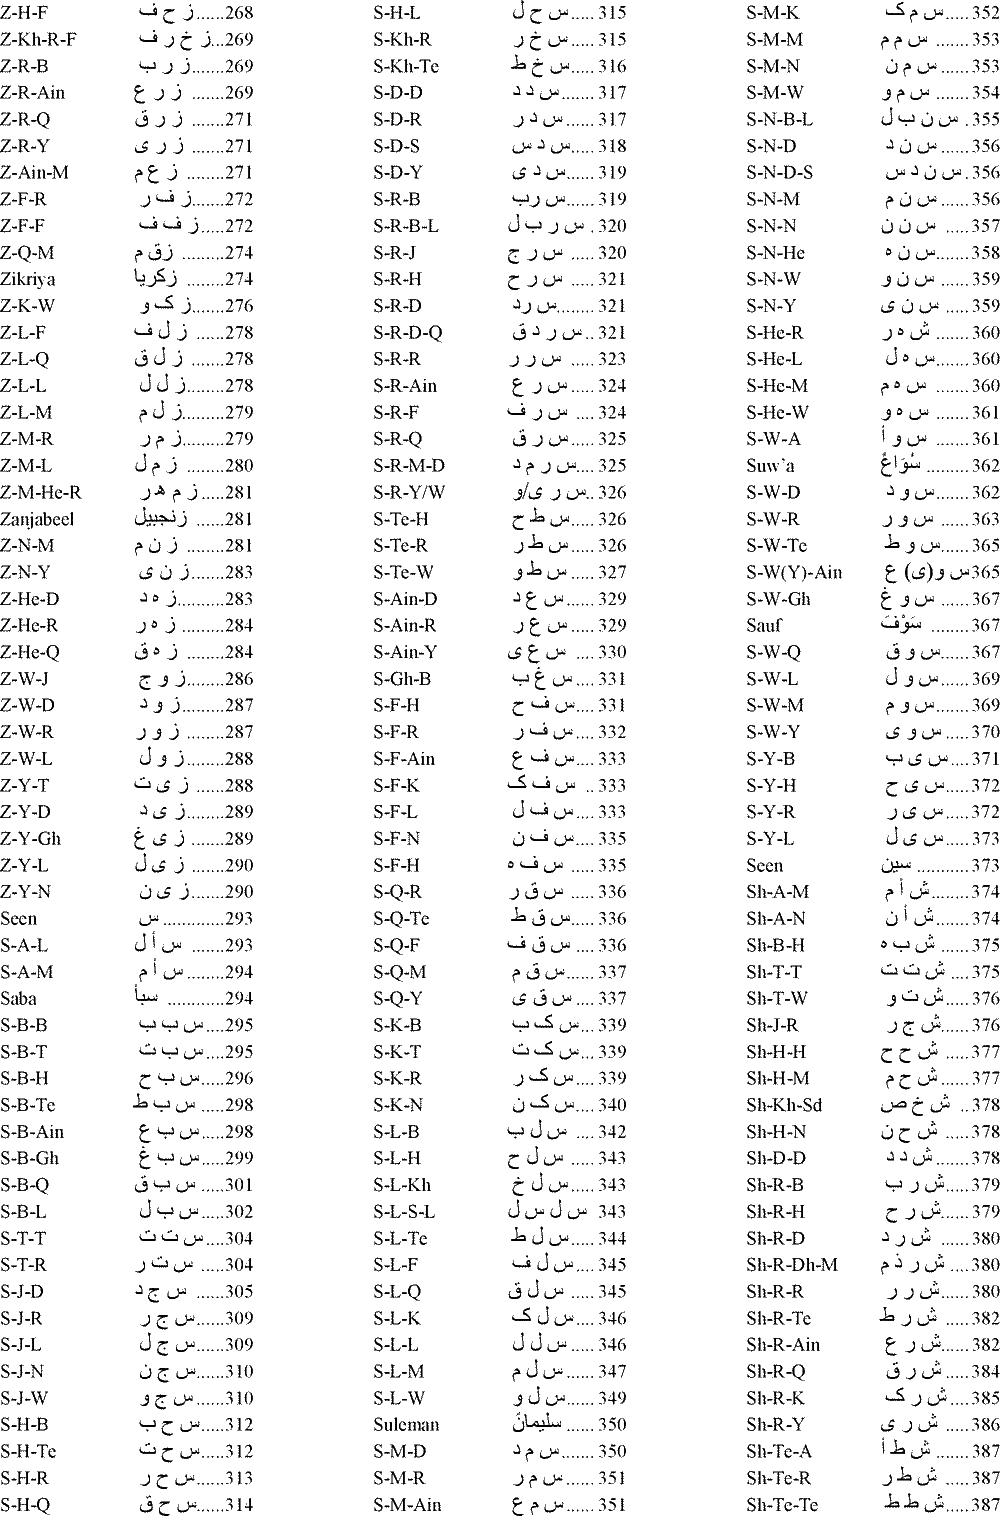 Z-H-F ز ح ف......268
Z-Kh-R-F ز خ ر ف...269
Z-R-B ز ر ب.......269
Z-R-Ain ز ر ع .......269
Z-R-Q ز ر ق .......271
Z-R-Y ز ر ی .......271
Z-Ain-M ز ع م ........271
Z-F-R ز ف ر......272
Z-F-F ز ف ف......272
Z-Q-M زق م ........274
Zikriya زکریا ........274
Z-K-W ز ک و.......276
Z-L-F ز ل ف ......278
Z-L-Q ز ل ق .......278
Z-L-L ز ل ل .......278
Z-L-M ز ل م .......279
Z-M-R ز م ر........279
Z-M-L ز م ل .......280
Z-M-He-R ز م ھ ر......281
Zanjabeel زنجبیل ......281
Z-N-M ز ن م .......281
Z-N-Y ز ن ی .......283
Z-He-D ز ہ د........283
Z-He-R ز ہ ر ........284
Z-He-Q ز ہ ق ........284
Z-W-J ز و ج........286
Z-W-D ز و د........287
Z-W-R ز و ر ........287
Z-W-L ز و ل .......288
Z-Y-T ز ی ت ......288
Z-Y-D ز ی د........289
Z-Y-Gh ز ی غ .......289
Z-Y-L ز ی ل ........290
Z-Y-N ز ی ن........290
Seen س .............293
S-A-L س أ ل .......293
S-A-M س أ م ........294
Saba سبأ ............294
S-B-B س ب ب....295
S-B-T س ب ت....295
S-B-H س ب ح .....296
S-B-Te س ب ط.....298
S-B-Ain س ب ع.....298
S-B-Gh س ب غ.....299
S-B-Q س ب ق.....301
S-B-L س ب ل.....302
S-T-T س ت ت....304
S-T-R س ت ر .....304
S-J-D س ج د ......305
S-J-R س ج ر......309
S-J-L س ج ل......309
S-J-N س ج ن......310
S-J-W س ج و......310
S-H-B س ح ب.....312
S-H-Te س ح ت.....312
S-H-R س ح ر......313
S-H-Q س ح ق......314
S-H-L س ح ل ..... 315
S-Kh-R س خ ر ..... 315
S-Kh-Te س خ ط .... 316
S-D-D س د د....... 317
S-D-R س د ر....... 317
S-D-S س د س..... 318
S-D-Y س د ی...... 319
S-R-B س رب...... 319
S-R-B-L س ر ب ل . 320
S-R-J س ر ج ..... 320
S-R-H س ر ح ..... 321
S-R-D س رد........ 321
S-R-D-Q س ر د ق .. 321
S-R-R س ر ر ...... 323
S-R-Ain س ر ع ..... 324
S-R-F س ر ف .... 324
S-R-Q س ر ق ..... 325
S-R-M-D س ر م د ... 325
S-R-Y/W س ر ی/و.. 326
S-Te-H س ط ح .... 326
S-Te-R س ط ر ..... 326
S-Te-W س ط و ..... 327
S-Ain-D س ع د ...... 329
S-Ain-R س ع ر ...... 329
S-Ain-Y س ع ی .... 330
S-Gh-B س غ ب.... 331
S-F-H س ف ح .... 331
S-F-R س ف ر..... 332
S-F-Ain س ف ع .... 333
S-F-K س ف ک .. 333
S-F-L س ف ل.... 333
S-F-N س ف ن.... 335
S-F-H س ف ہ .... 335
S-Q-R س ق ر...... 336
S-Q-Te س ق ط.... 336
S-Q-F س ق ف.... 336
S-Q-M س ق م ..... 337
S-Q-Y س ق ی .... 337
S-K-B س ک ب... 339
S-K-T س ک ت... 339
S-K-R س ک ر..... 339
S-K-N س ک ن.... 340
S-L-B س ل ب .... 342
S-L-H س ل ح ..... 343
S-L-Kh س ل خ..... 343
S-L-S-L س ل س ل 343
S-L-Te س ل ط..... 344
S-L-F س ل ف.... 345
S-L-Q س ل ق..... 345
S-L-K س ل ک.... 346
S-L-L س ل ل ..... 346
S-L-M س ل م..... 347
S-L-W س ل و ..... 349
Suleman سلیمان ..... 350
S-M-D س م د....... 350
S-M-R س م ر....... 351
S-M-Ain س م ع...... 351
S-M-K س م ک.....352
S-M-M س م م .......353
S-M-N س م ن.......353
S-M-W س م و ........354
S-N-B-L س ن ب ل .355
S-N-D س ن د .......356
S-N-D-S س ن د س .356
S-N-M س ن م.......356
S-N-N س ن ن ......357
S-N-He س ن ہ......358
S-N-W س ن و.......359
S-N-Y س ن ی......359
S-He-R ش ہ ر.......360
S-He-L س ہ ل ......360
S-He-M س ہ م .......360
S-He-W س ہ و.......361
S-W-A س و أ ........361
Suw'a سُوَاعٌ .........362
S-W-D س و د........362
S-W-R س و ر ........363
S-W-Te س و ط......365
S-W(Y)-Ain س و(ی) ع365
S-W-Gh س و غ ......367
Sauf سَوْفَ ........367
S-W-Q س و ق.......367
S-W-L س و ل.......369
S-W-M س و م........369
S-W-Y س و ی......370
S-Y-B س ی ب....371
S-Y-H س ی ح......372
S-Y-R س ی ر.......372
S-Y-L س ی ل......373
Seen سین ...........373
Sh-A-M ش أ م.......374
Sh-A-N ش أ ن......374
Sh-B-H ش ب ہ .....375
Sh-T-T ش ت ت ....375
Sh-T-W ش ت و .....376
Sh-J-R ش ج ر.......376
Sh-H-H ش ح ح .....377
Sh-H-M ش ح م......377
Sh-Kh-Sd ش خ ص ..378
Sh-H-N ش ح ن .....378
Sh-D-D ش د د.......378
Sh-R-B ش ر ب.....379
Sh-R-H ش ر ح......379
Sh-R-D ش ر د.......380
Sh-R-Dh-M ش ر ذ م ....380
Sh-R-R ش ر ر.......380
Sh-R-Te ش ر ط .....382
Sh-R-Ain ش ر ع ......382
Sh-R-Q ش ر ق......384
Sh-R-K ش ر ک.....385
Sh-R-Y ش ر ی .....386
Sh-Te-A ش ط أ ......387
Sh-Te-R ش ط ر......387
Sh-Te-Te ش ط ط.....387